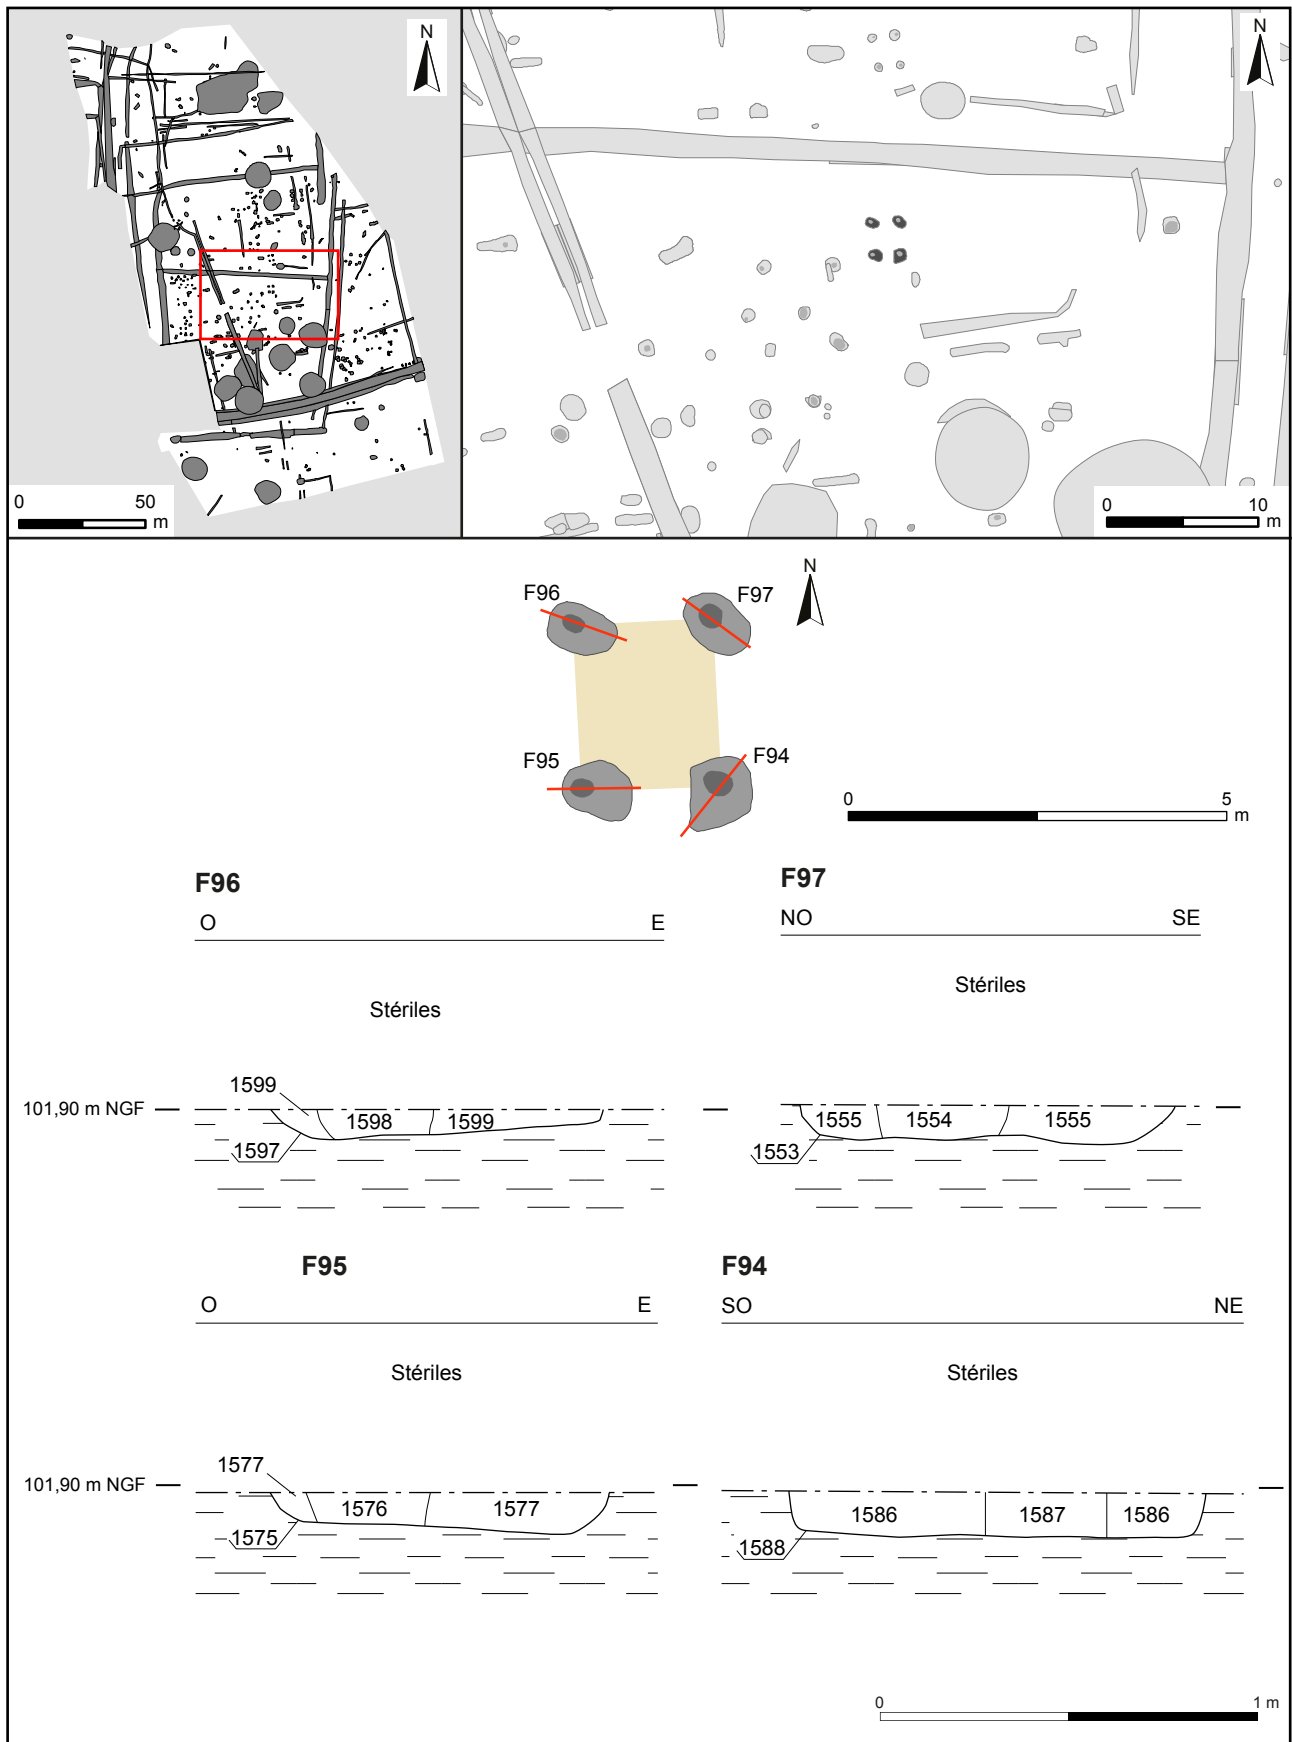 N
0 50
m
N
0 10
m
F96
F97
N
F95
F94
0 5
m
F96
O E
Stériles
F97
NO SE
Stériles
1599
101,90 m NGF
1598 1599
1597
1555 1554 1555
1553
F95
O E
Stériles
F94
SO NE
Stériles
1577
101,90 m NGF
1576 1577
1575
1586 1587 1586
1588
0 1 m